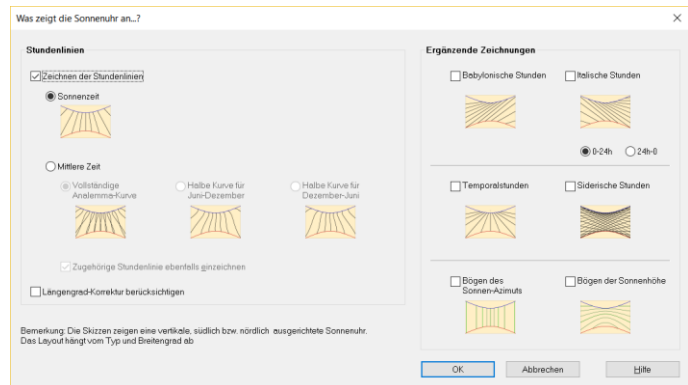 Was zeigt die Sonnenuhr an...?
Stundenlinien
Zeichnen der Stundenlinien
Sonnenzeit
Mittlere Zeit
Vollständige
Analemma-Kurve
Halbe Kurve für
Juni-Dezember
Halbe Kurve für
Dezember-Juni
Zugehörige Stundenlinie ebenfalls einzeichnen
Längengrad-Korrektur berücksichtigen
Bemerkung: Die Skizzen zeigen eine vertikale, südlich bzw. nördlich ausgerichtete Sonnenuhr.
Das Layout hängt vom Typ und Breitengrad ab
Ergänzende Zeichnungen
Babylonische Stunden
Italische Stunden
0-24h
24h-0
Temporalstunden
Siderische Stunden
Bögen des
Sonnen-Azimuts
Bögen der Sonnenhöhe
OK
Abbrechen
Hilfe